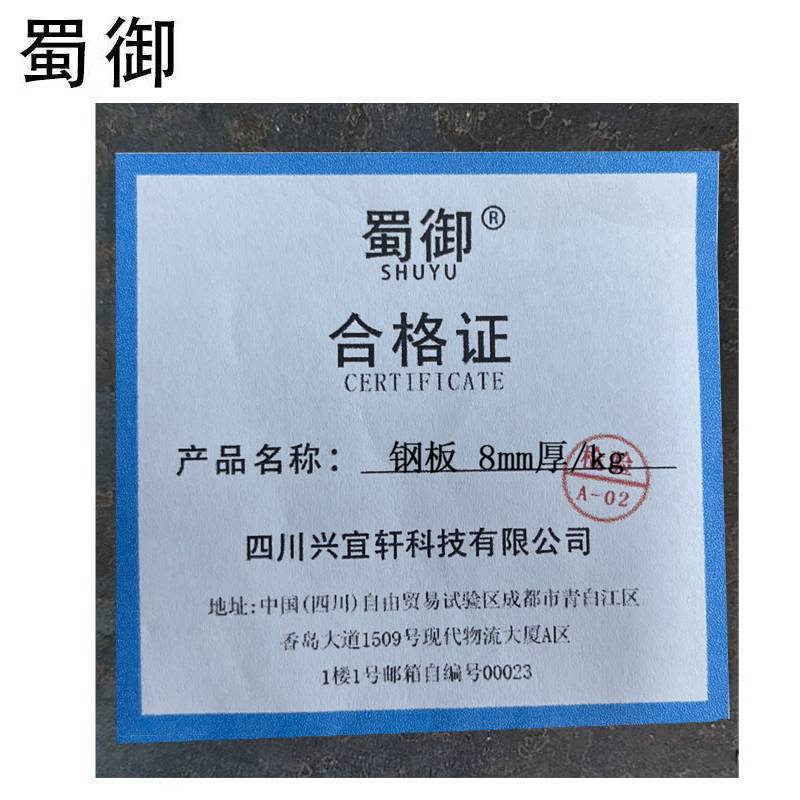 蜀御
蜀御®
SHUYU
合格证
CERTIFICATE
产品名称： 钢板 8mm厚/kg
检验
A-02
四川兴宜轩科技有限公司
地址:中国(四川)自由贸易试验区成都市青白江区
香岛大道1509号现代物流大厦A区
1楼1号邮箱自编号00023